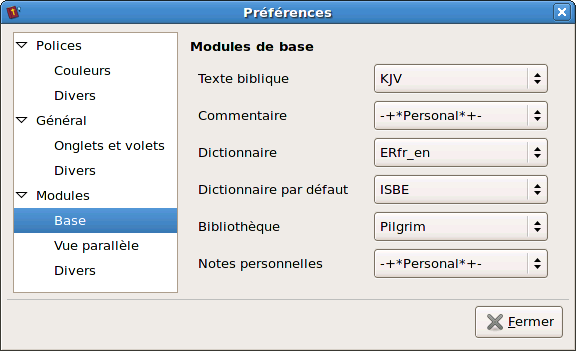 Préférences
Polices
Couleurs
Divers
Général
Onglets et volets
Divers
Modules
Base
Vue parallèle
Divers
Modules de base
Texte biblique KJV
Commentaire -+*Personal*+-
Dictionnaire ERfr_en
Dictionnaire par défaut ISBE
Bibliothèque Pilgrim
Notes personnelles -+*Personal*+-
Fermer